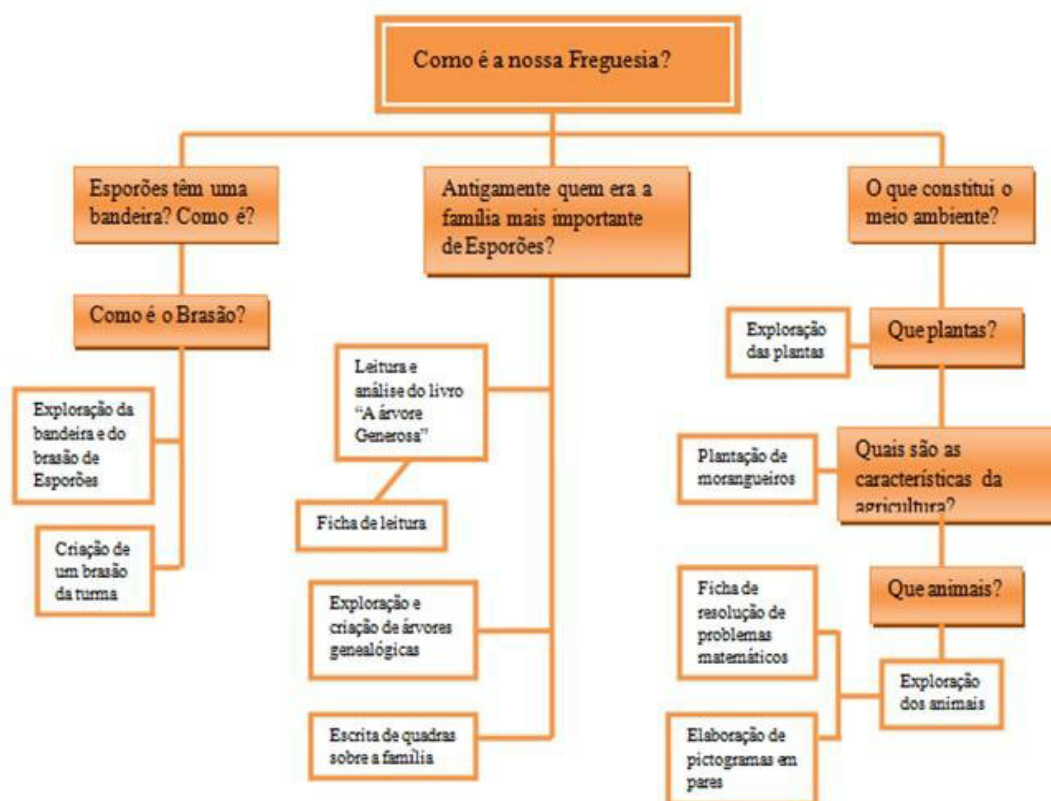 Como é a nossa Freguesia?
Esporões têm uma
bandeira? Como é?
Como é o Brasão?
Exploração da
bandeira e do
brasão de
Esporões
Criação de
um brasão
da turma
Antigamente quem era a
família mais importante
de Esporões?
Leitura e
análise do livro
“A árvore
Generosa”
Ficha de leitura
Exploração e
criação de árvores
genealógicas
Escrita de quadras
sobre a família
O que constitui o
meio ambiente?
Que plantas?
Exploração
das plantas
Quais são as
características da
agricultura?
Plantação de
morangueiros
Que animais?
Exploração
dos animais
Ficha de
resolução de
problemas
matemáticos
Elaboração de
pictogramas em
pares